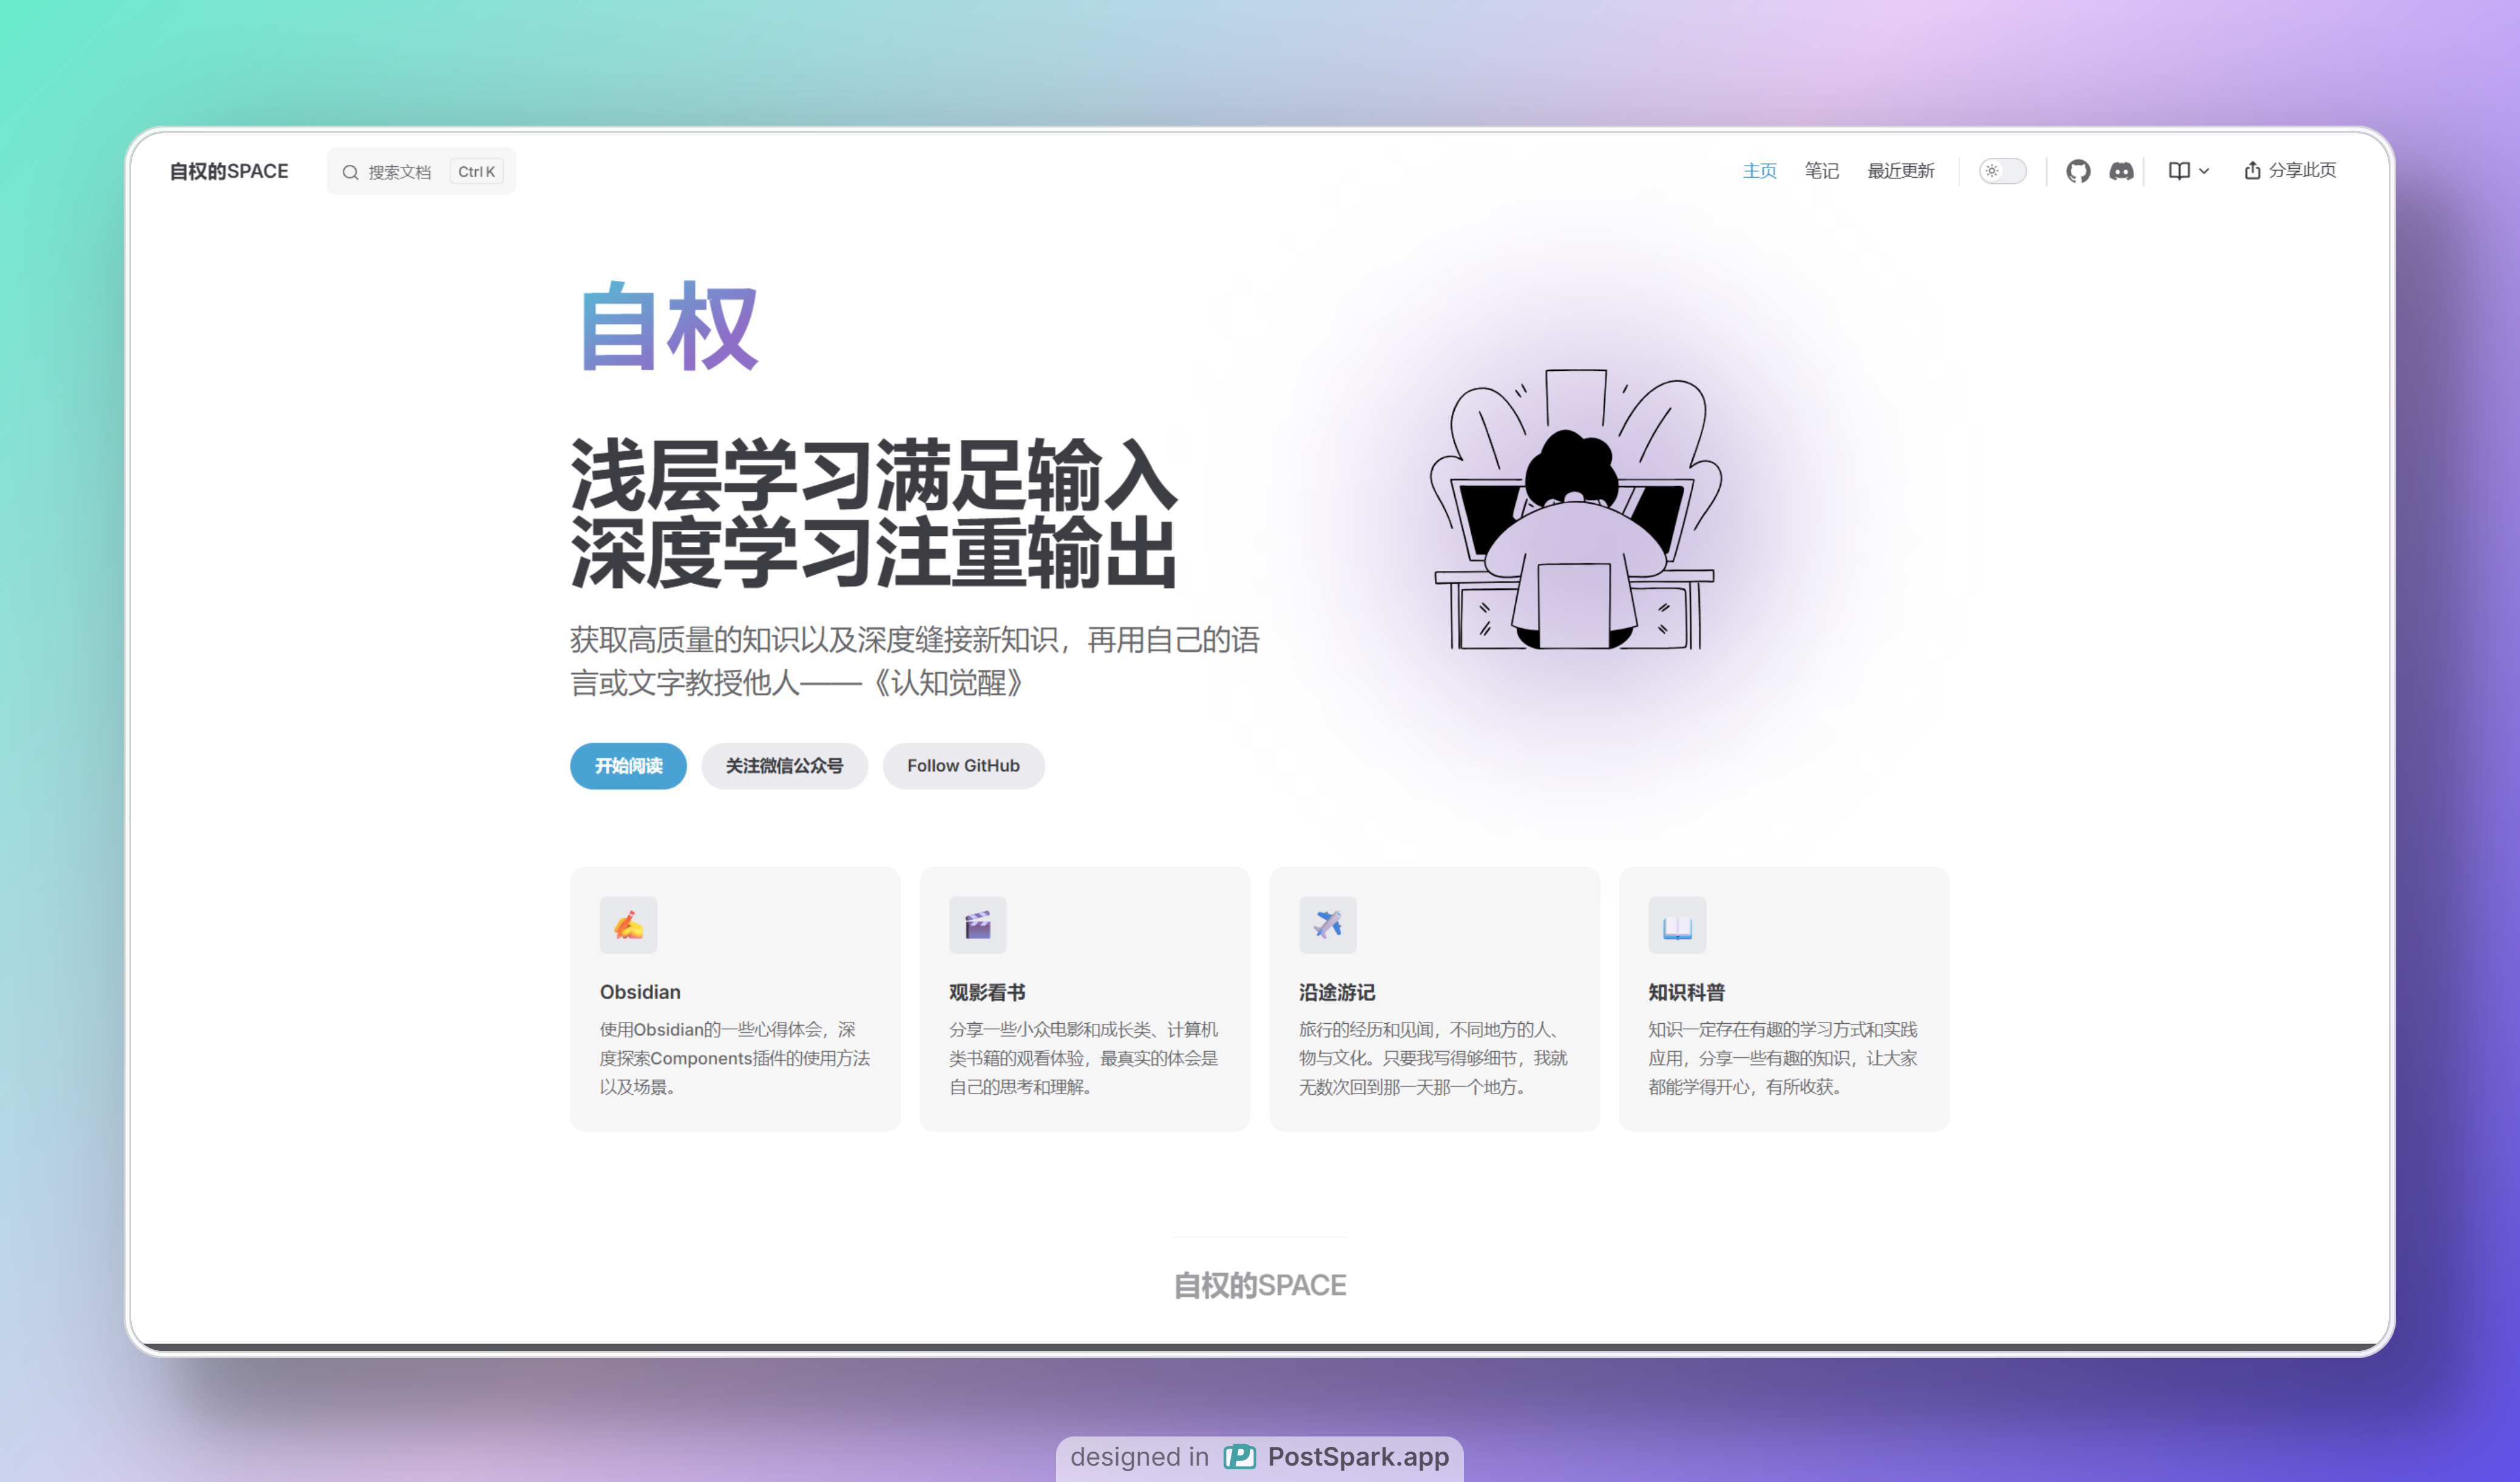 自权的SPACE
搜索文档 Ctrl K
主页 笔记 最近更新
分享此页
自权
浅层学习满足输入
深度学习注重输出
获取高质量的知识以及深度缝接新知识，再用自己的语
言或文字教授他人——《认知觉醒》
开始阅读 关注微信公众号 Follow GitHub
Obsidian
使用Obsidian的一些心得体会，深
度探索Components插件的使用方法
以及场景。
观影看书
分享一些小众电影和成长类、计算机
类书籍的观看体验，最真实的体会是
自己的思考和理解。
沿途游记
旅行的经历和见闻，不同地方的人、
物与文化。只要我写得够细节，我就
无数次回到那一天那一个地方。
知识科普
知识一定存在有趣的学习方式和实践
应用，分享一些有趣的知识，让大家
都能学得开心，有所收获。
自权的SPACE
designed in PostSpark.app